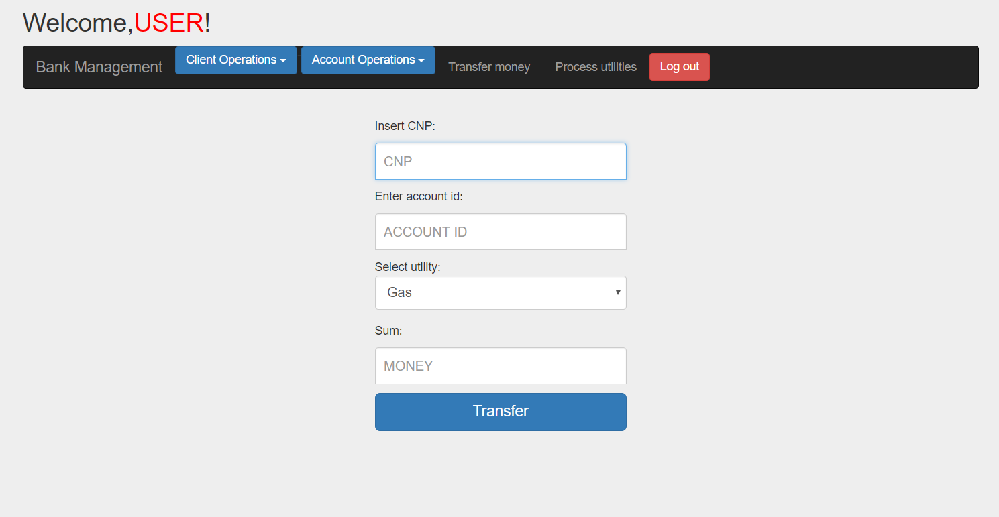 Welcome,USER!
Bank Management Client Operations Account Operations Transfer money Process utilities Log out
Insert CNP:
CNP
Enter account id:
ACCOUNT ID
Select utility:
Gas
Sum:
MONEY
Transfer